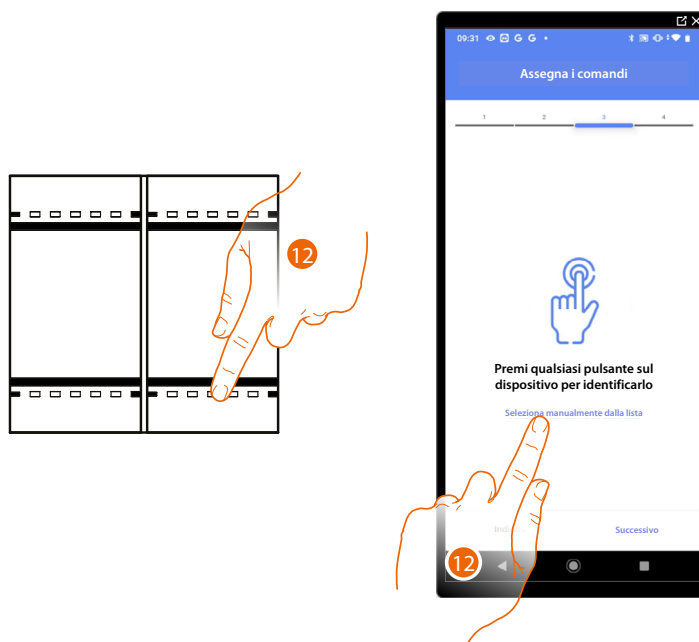 09:31 G G
Assegna i comandi
1 2 3 4
12
Premi qualsiasi pulsante sul
dispositivo per identificarlo
Seleziona manualmente dalla lista
Successivo
12